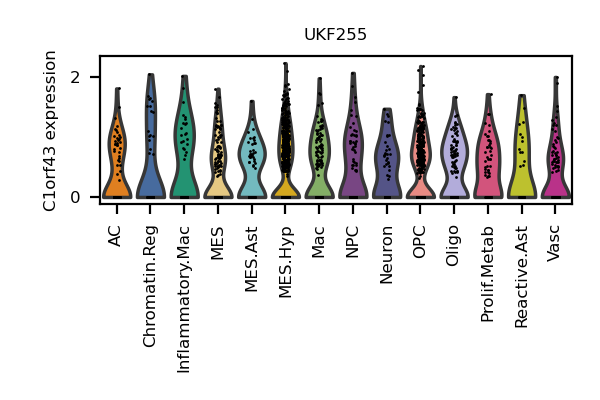 UKF255
C1orf43 expression
2
0
AC
Chromatin.Reg
Inflammatory.Mac
MES
MES.Ast
MES.Hyp
Mac
NPC
Neuron
OPC
Oligo
Prolif.Metab
Reactive.Ast
Vasc